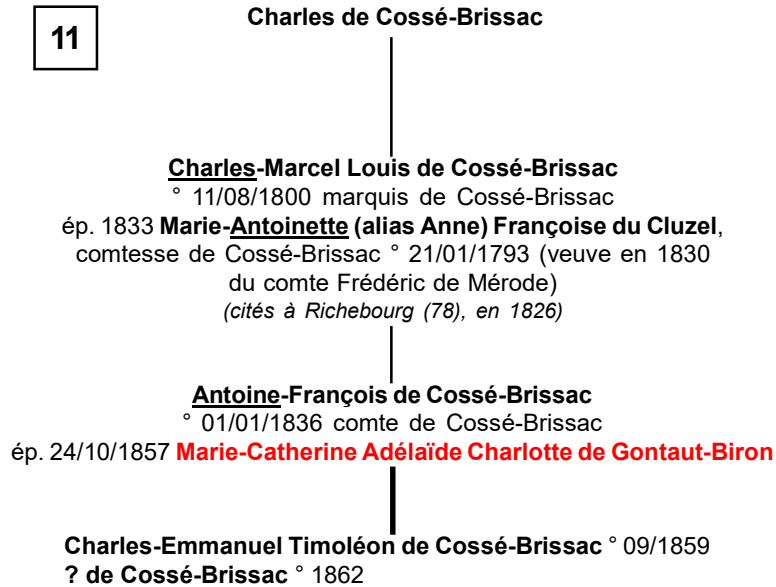 Charles de Cossé-Brissac
11
Charles-Marcel Louis de Cossé-Brissac
° 11/08/1800 marquis de Cossé-Brissac
ép. 1833 Marie-Antoinette (alias Anne) Françoise du Cluzel,
comtesse de Cossé-Brissac ° 21/01/1793 (veuve en 1830
du comte Frédéric de Mérode)
(cités à Richebourg (78), en 1826)
Antoine-François de Cossé-Brissac
° 01/01/1836 comte de Cossé-Brissac
ép. 24/10/1857 Marie-Catherine Adélaïde Charlotte de Gontaut-Biron
Charles-Emmanuel Timoléon de Cossé-Brissac ° 09/1859
? de Cossé-Brissac ° 1862